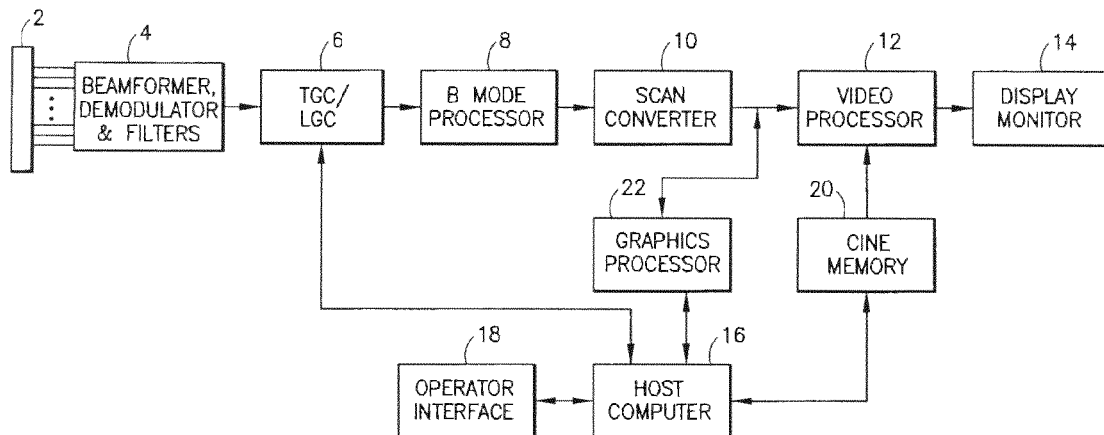 2
4
6
8
10
12
14
BEAMFORMER,
DEMODULATOR
& FILTERS
TGC/
LGC
B MODE
PROCESSOR
SCAN
CONVERTER
VIDEO
PROCESSOR
DISPLAY
MONITOR
22
20
GRAPHICS
PROCESSOR
CINE
MEMORY
18
16
OPERATOR
INTERFACE
HOST
COMPUTER